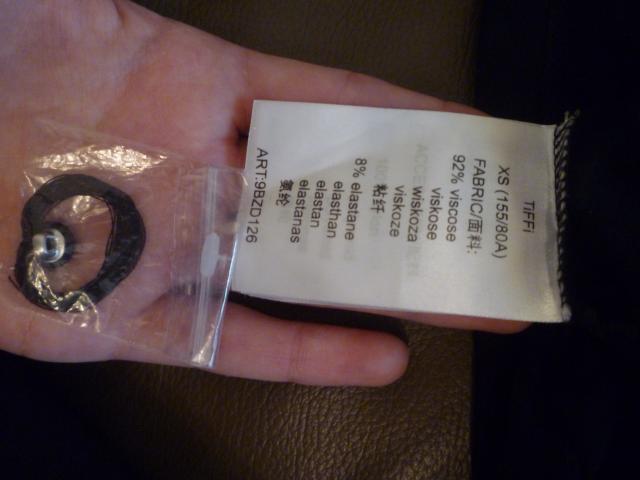 TiFFi
XS (155/80A)
FABRIC/面料:
92% viscose
viskose
wiskoza
viskoze
粘纤
8% elastane
elasthan
elastan
elastanas
氨纶
ART:9BZD126